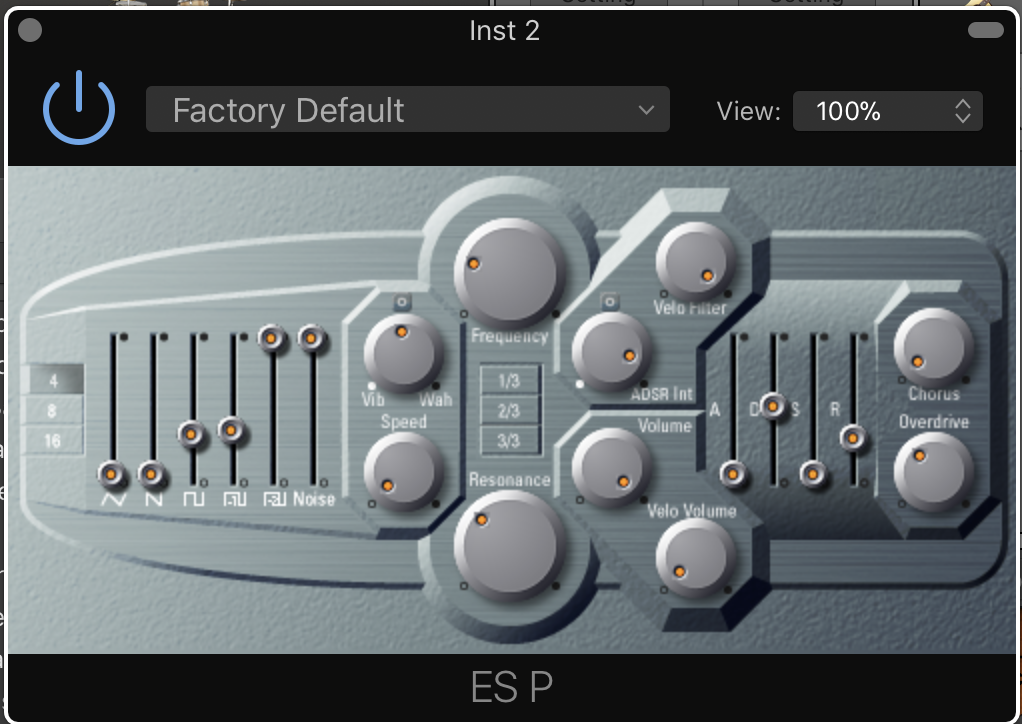 Inst 2
Factory Default
View:
100%
Velo Filter
Frequency
4
8
16
1/3
2/3
3/3
Vib
Wah
ADSR Int
Chorus
A
D
S
R
Speed
Volume
Overdrive
Resonance
Noise
Velo Volume
ES P